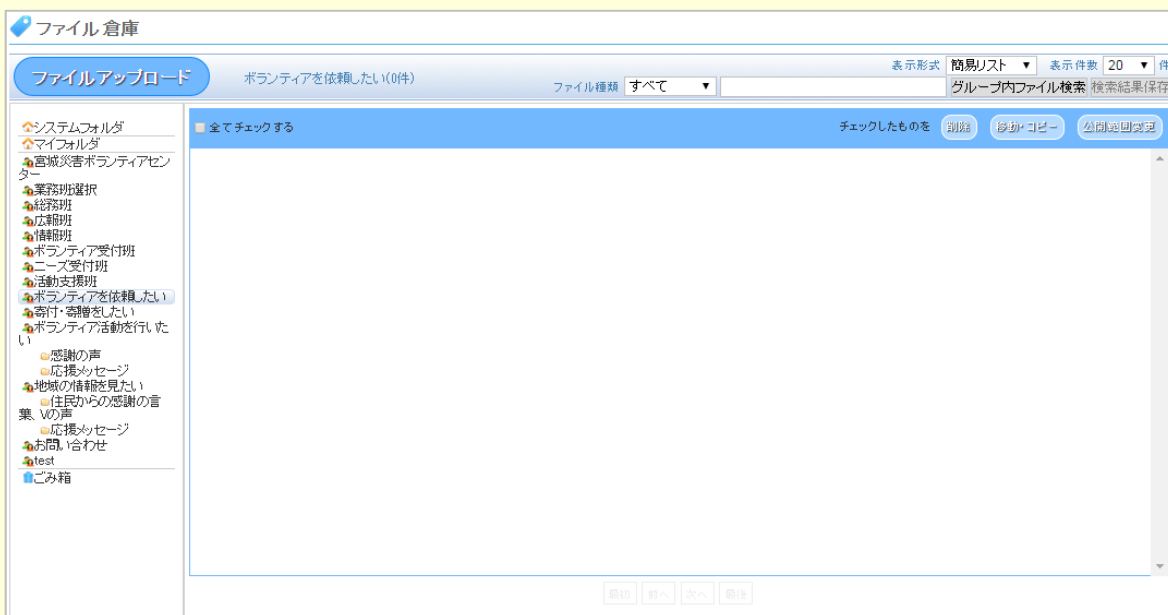 ファイル倉庫
ファイルアップロード
ボランティアを依頼したい(0件)
表示形式 簡易リスト ▼ 表示件数 20 ▼ 件
ファイル種類 すべて ▼ グループ内ファイル検索 検索結果保存
システムフォルダ
マイフォルダ
宮城災害ボランティアセン
ター
業務班選択
総務班
広報班
情報班
ボランティア受付班
ニーズ受付班
活動支援班
ボランティアを依頼したい
寄付・寄贈をしたい
ボランティア活動を行いた
い
感謝の声
応援メッセージ
地域の情報を見たい
住民からの感謝の言
葉、Vの声
応援メッセージ
お問い合わせ
test
ごみ箱
全てチェックする
チェックしたものを 削除 移動・コピー 公開範囲変更
最初 前へ 次へ 最後